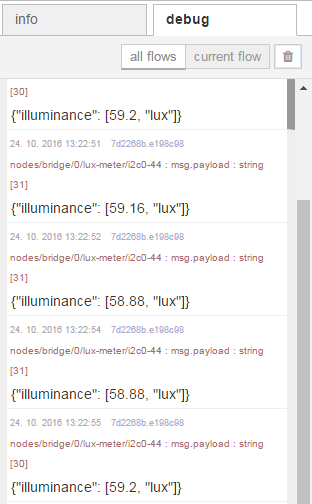 info
debug
all flows
current flow
[30]
{"illuminance": [59.2, "lux"]}
24. 10. 2016 13:22:51 7d2268b.e198c98
nodes/bridge/0/lux-meter/i2c0-44 : msg.payload : string
[31]
{"illuminance": [59.16, "lux"]}
24. 10. 2016 13:22:52 7d2268b.e198c98
nodes/bridge/0/lux-meter/i2c0-44 : msg.payload : string
[31]
{"illuminance": [58.88, "lux"]}
24. 10. 2016 13:22:54 7d2268b.e198c98
nodes/bridge/0/lux-meter/i2c0-44 : msg.payload : string
[31]
{"illuminance": [58.88, "lux"]}
24. 10. 2016 13:22:55 7d2268b.e198c98
nodes/bridge/0/lux-meter/i2c0-44 : msg.payload : string
[30]
{"illuminance": [59.2, "lux"]}